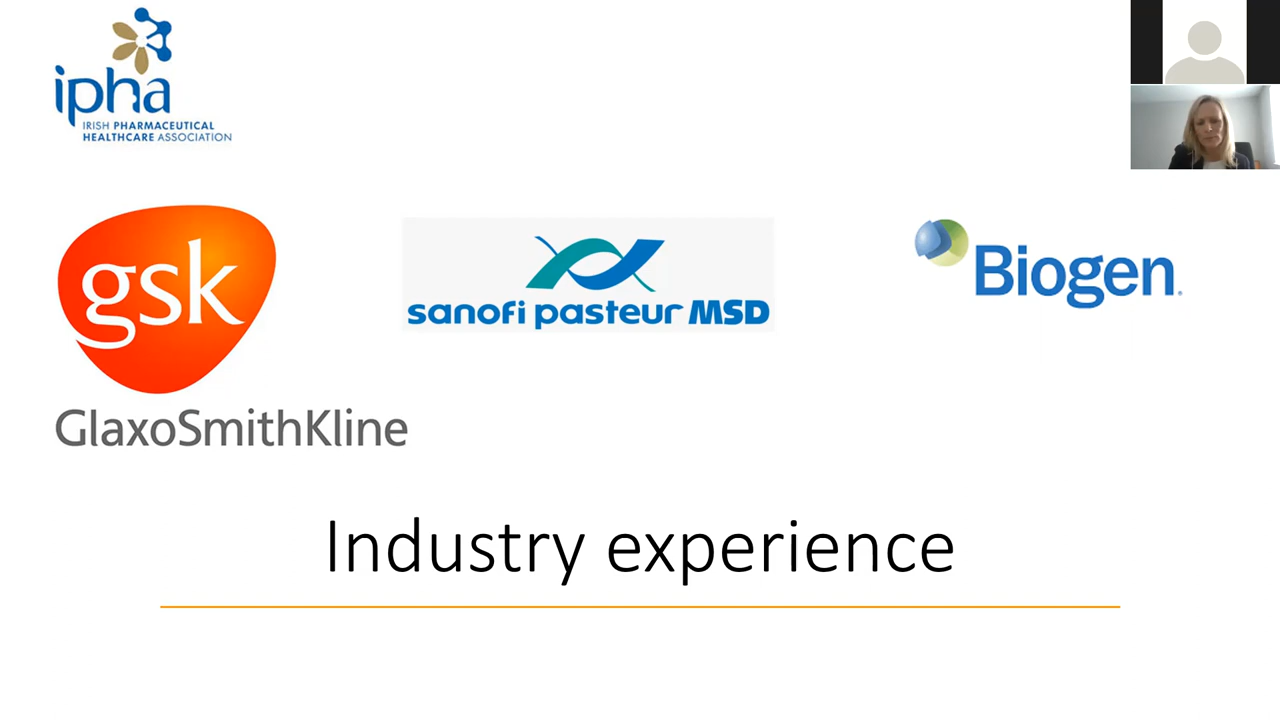 ipha
IRISH PHARMACEUTICAL
HEALTHCARE ASSOCIATION
gsk
GlaxoSmithKline
sanofi pasteur MSD
Biogen.
Industry experience